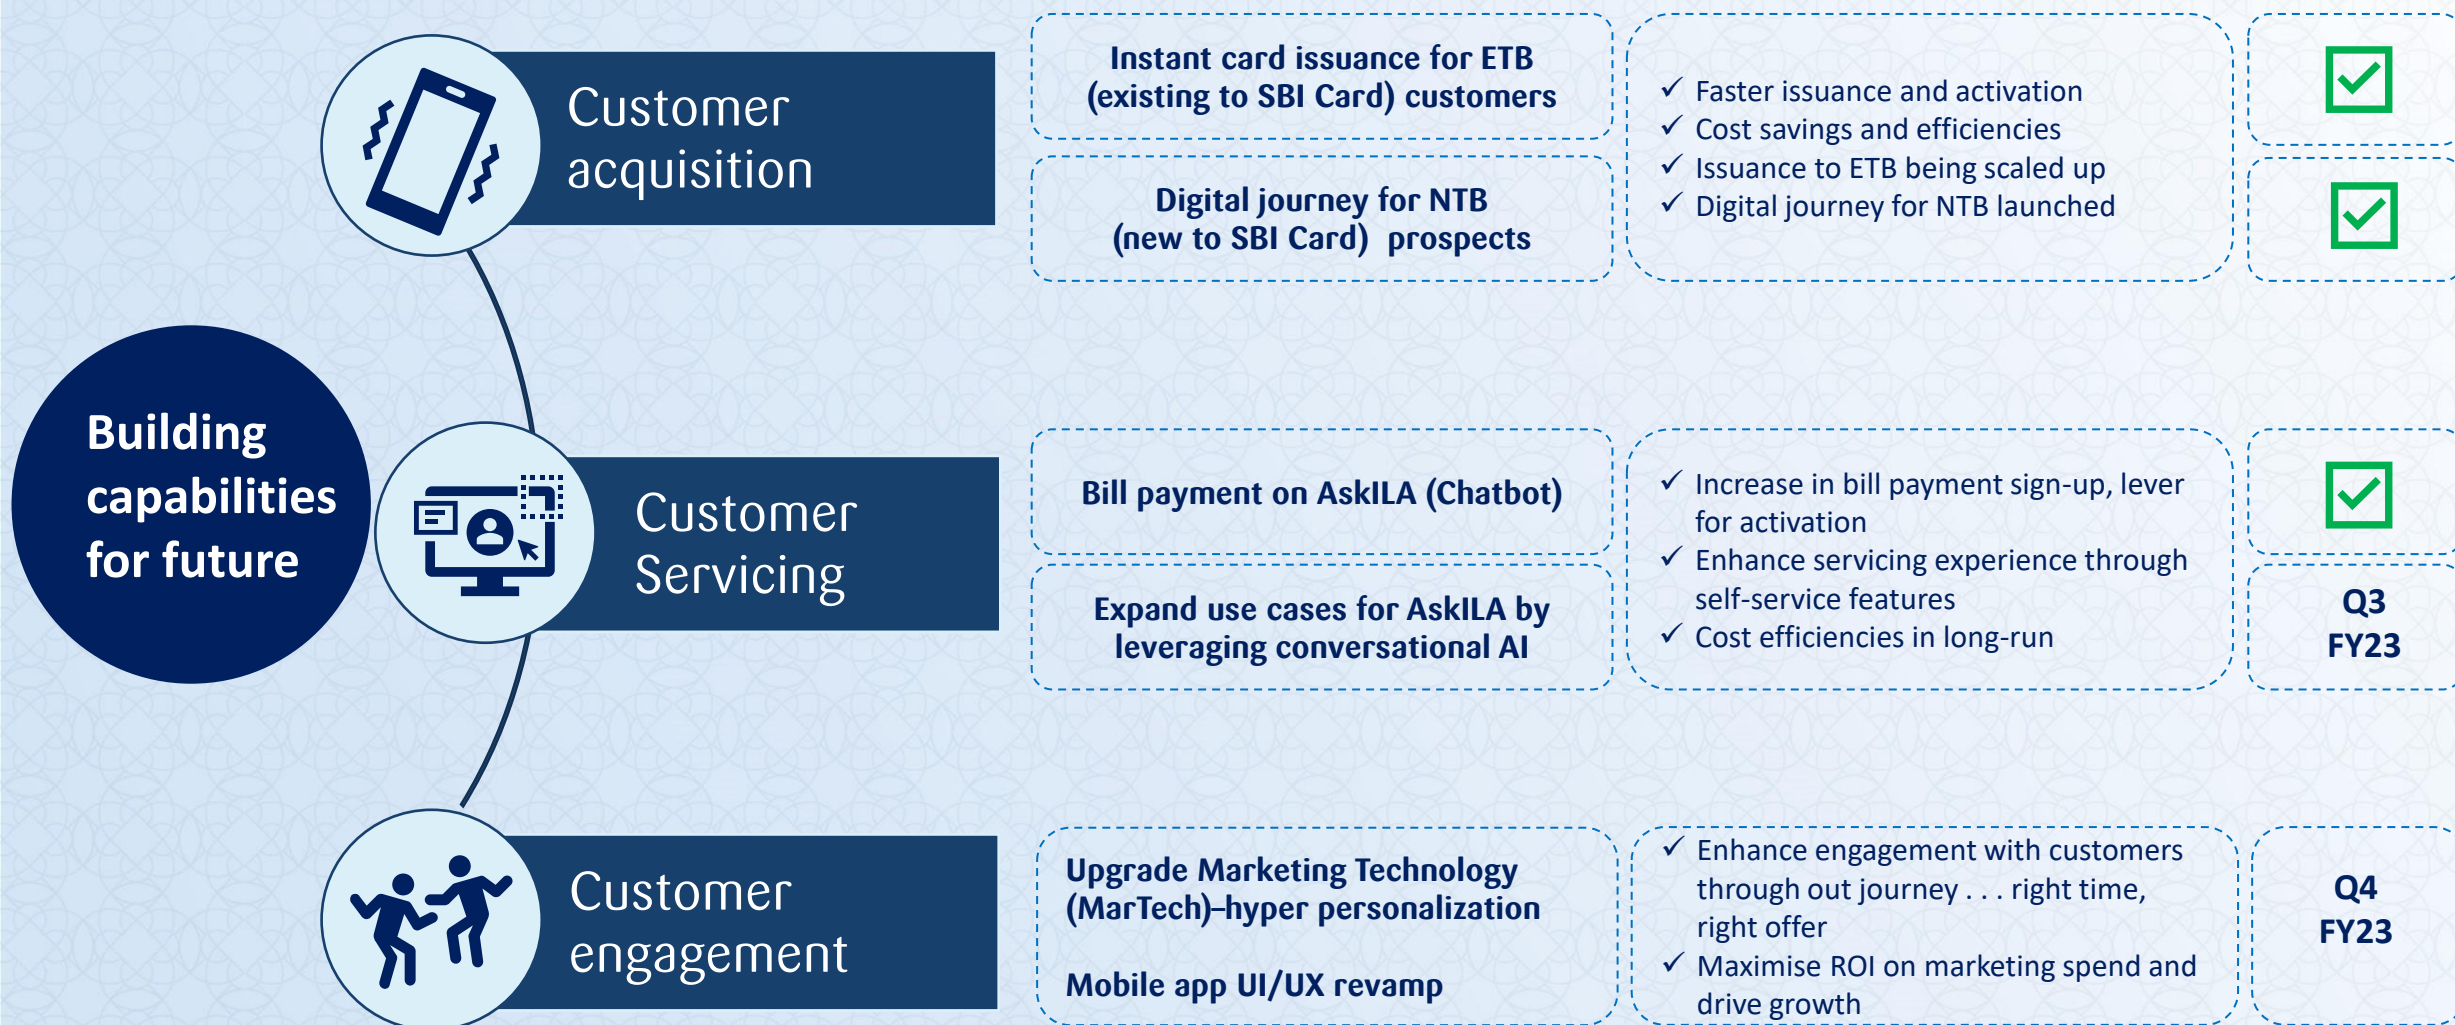 Building
capabilities
for future
Customer
acquisition
Instant card issuance for ETB
(existing to SBI Card) customers
Digital journey for NTB
(new to SBI Card) prospects
✓ Faster issuance and activation
✓ Cost savings and efficiencies
✓ Issuance to ETB being scaled up
✓ Digital journey for NTB launched
Customer
Servicing
Bill payment on AskILA (Chatbot)
Expand use cases for AskILA by
leveraging conversational AI
✓ Increase in bill payment sign-up, lever
for activation
✓ Enhance servicing experience through
self-service features
✓ Cost efficiencies in long-run
Q3
FY23
Customer
engagement
Upgrade Marketing Technology
(MarTech)–hyper personalization
Mobile app UI/UX revamp
✓ Enhance engagement with customers
through out journey . . . right time,
right offer
✓ Maximise ROI on marketing spend and
drive growth
Q4
FY23